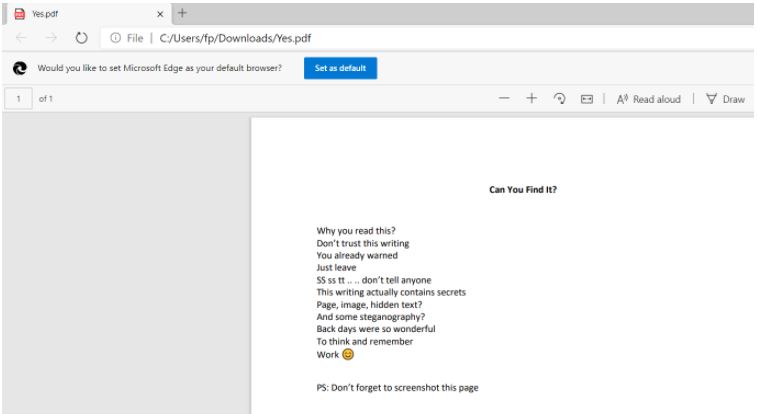 Yes.pdf
File | C:/Users/fp/Downloads/Yes.pdf
Would you like to set Microsoft Edge as your default browser? Set as default
1 of 1 Read aloud Draw
Can You Find It?
Why you read this?
Don't trust this writing
You already warned
Just leave
SS ss tt .. .. don't tell anyone
This writing actually contains secrets
Page, image, hidden text?
And some steganography?
Back days were so wonderful
To think and remember
Work 😊
PS: Don't forget to screenshot this page